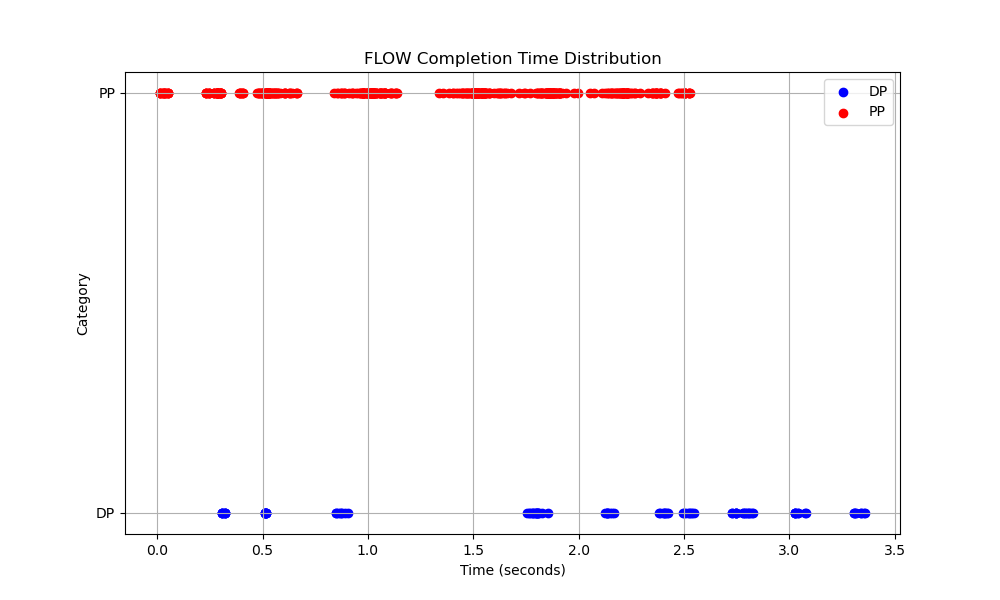 FLOW Completion Time Distribution
PP
DP
Category
DP
PP
0.0 0.5 1.0 1.5 2.0 2.5 3.0 3.5
Time (seconds)